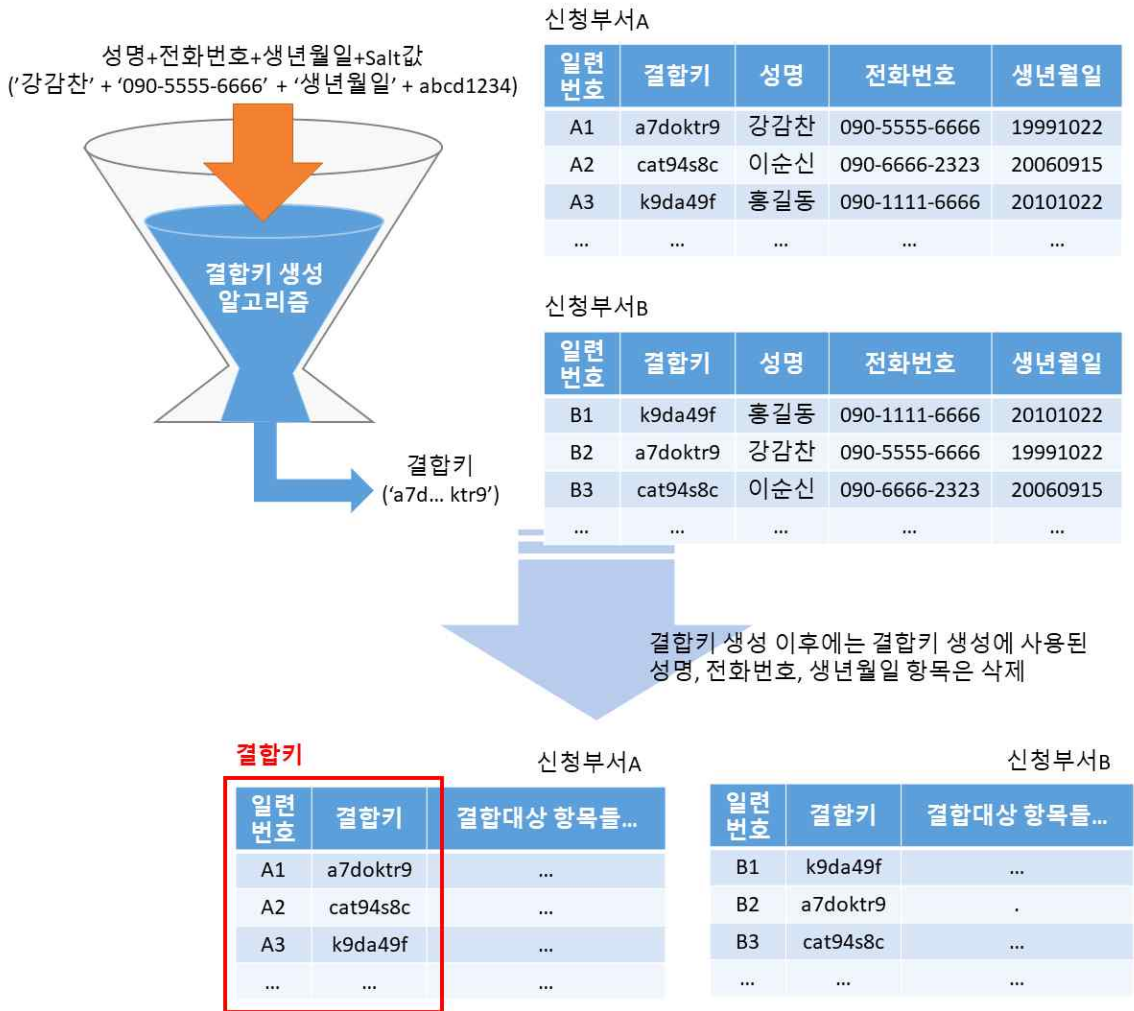 성명+전화번호+생년월일+Salt값
('강감찬' + '090-5555-6666' + '생년월일' + abcd1234)
결합키 생성
알고리즘
결합키
('a7d... ktr9')
신청부서A
일련번호 결합키 성명 전화번호 생년월일
A1 a7doktr9 강감찬 090-5555-6666 19991022
A2 cat94s8c 이순신 090-6666-2323 20060915
A3 k9da49f 홍길동 090-1111-6666 20101022
... ... ... ... ...
신청부서B
일련번호 결합키 성명 전화번호 생년월일
B1 k9da49f 홍길동 090-1111-6666 20101022
B2 a7doktr9 강감찬 090-5555-6666 19991022
B3 cat94s8c 이순신 090-6666-2323 20060915
... ... ... ... ...
결합키 생성 이후에는 결합키 생성에 사용된
성명, 전화번호, 생년월일 항목은 삭제
결합키
신청부서A
일련번호 결합키 결합대상 항목들...
A1 a7doktr9 ...
A2 cat94s8c ...
A3 k9da49f ...
... ... ...
신청부서B
일련번호 결합키 결합대상 항목들...
B1 k9da49f ...
B2 a7doktr9 .
B3 cat94s8c ...
... ... ...